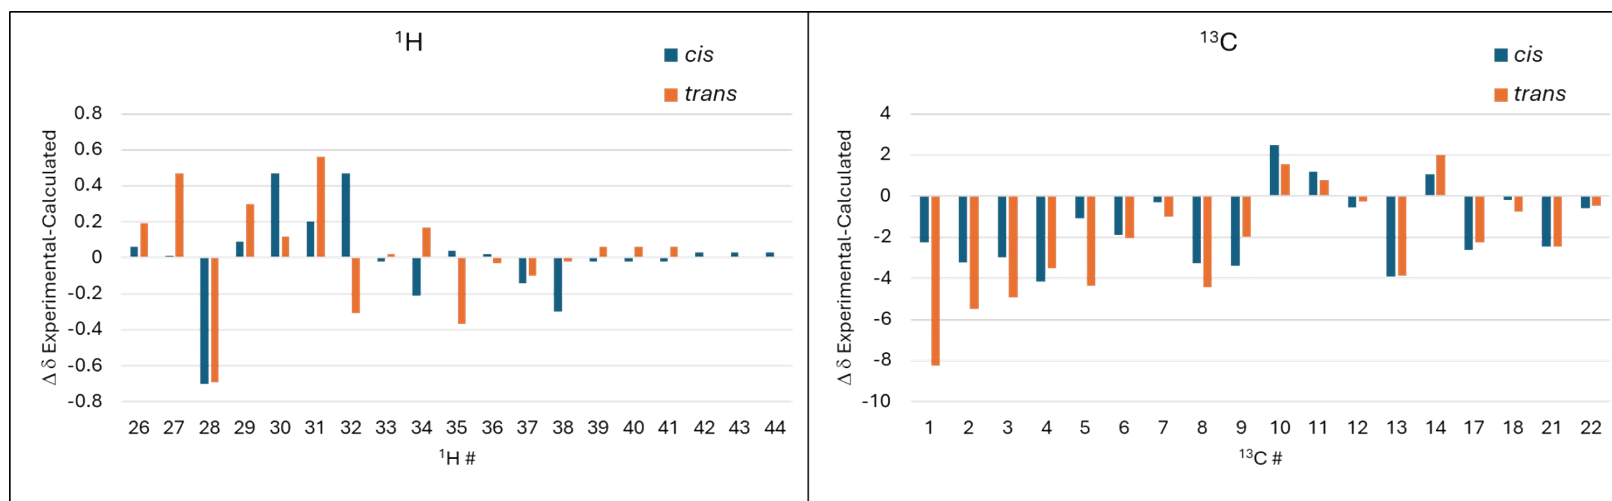 ¹H
cis
trans
0.8
0.6
0.4
0.2
0
-0.2
-0.4
-0.6
-0.8
Δ δ Experimental-Calculated
26 27 28 29 30 31 32 33 34 35 36 37 38 39 40 41 42 43 44
¹H #
¹³C
cis
trans
4
2
0
-2
-4
-6
-8
-10
Δ δ Experimental-Calculated
1 2 3 4 5 6 7 8 9 10 11 12 13 14 17 18 21 22
¹³C #